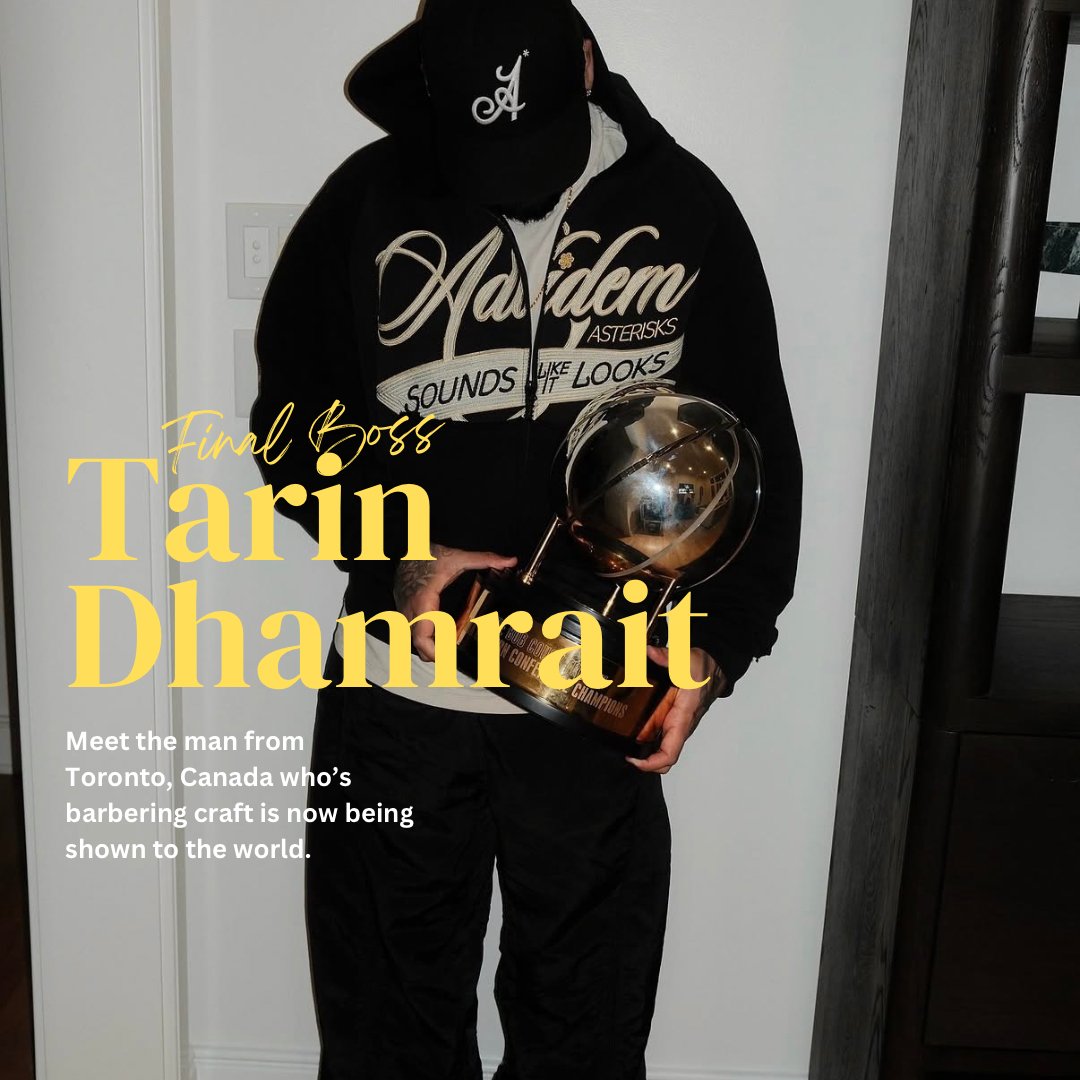 A*
ASTERISKS
SOUNDS LIKE IT LOOKS
Final Boss
Tarin
Dhamrait
Meet the man from
Toronto, Canada who’s
barbering craft is now being
shown to the world.
CHAMPIONS